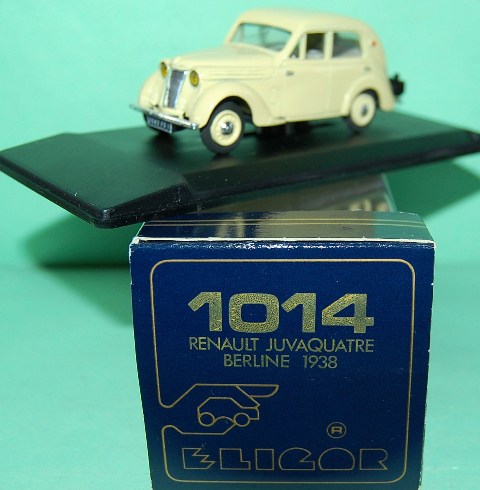 1014
RENAULT JUVAQUATRE
BERLINE 1938
R
ELIGOR